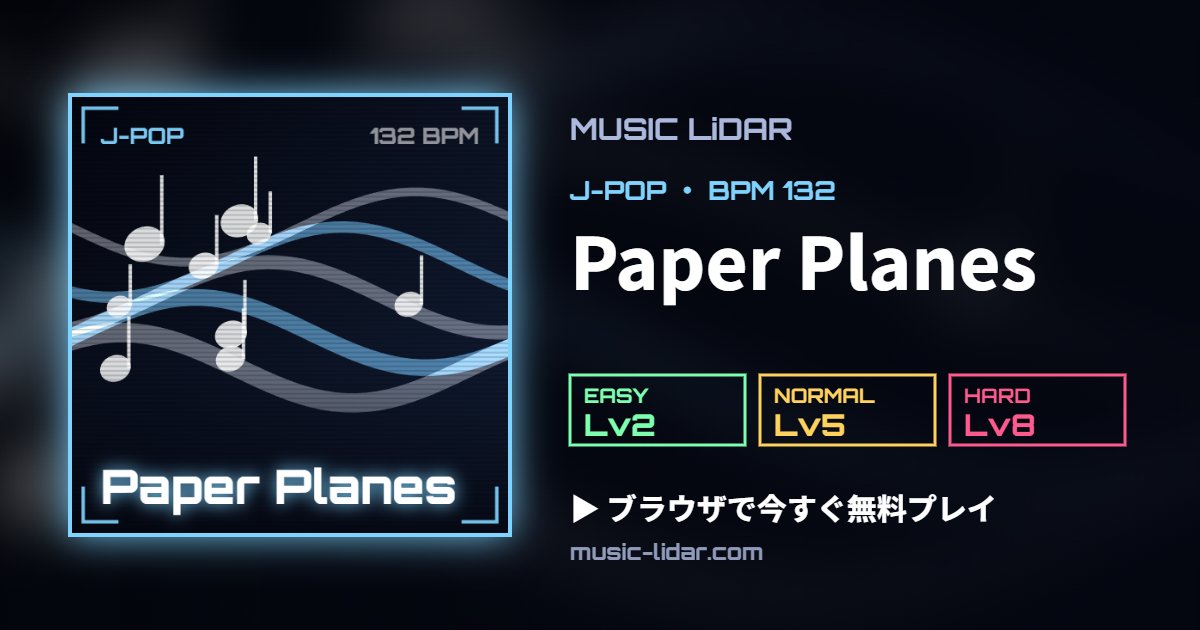 J-POP
132 BPM
Paper Planes
MUSIC LiDAR
J-POP・BPM 132
Paper Planes
EASY
Lv2
NORMAL
Lv5
HARD
Lv8
▶ ブラウザで今すぐ無料プレイ
music-lidar.com